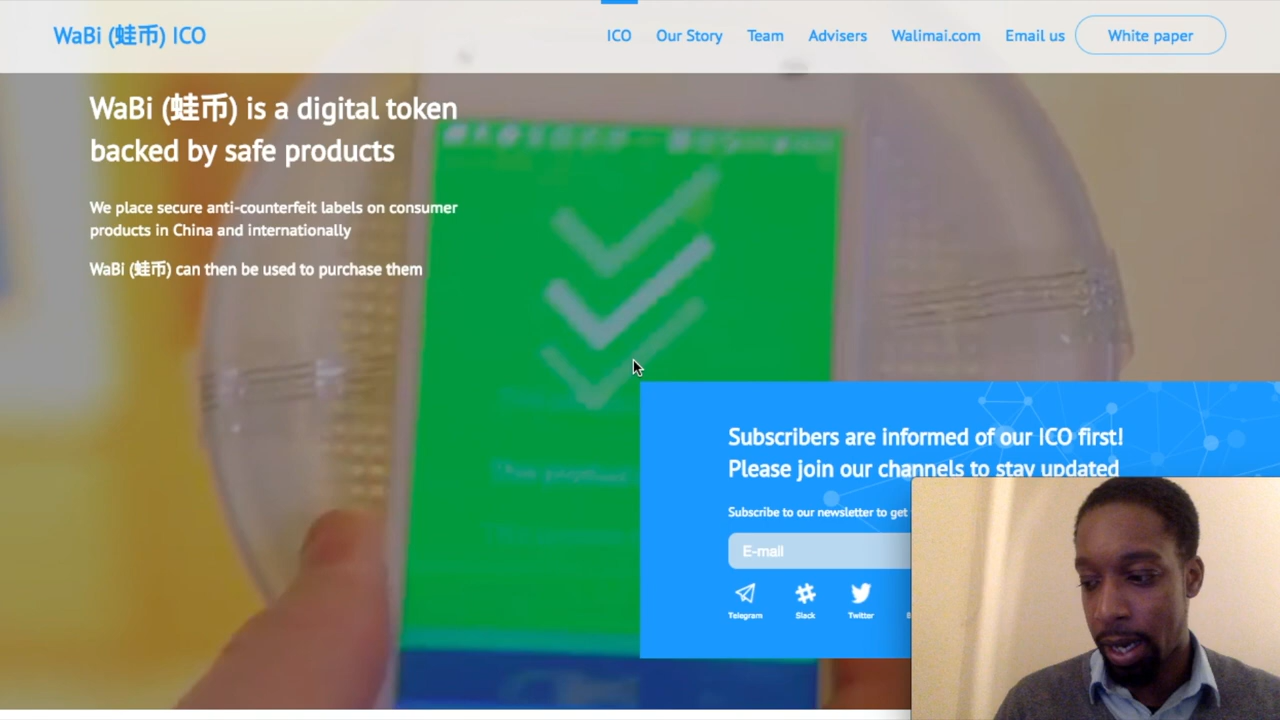 WaBi (蛙币) ICO
ICO
Our Story
Team
Advisers
Walimai.com
Email us
White paper
WaBi (蛙币) is a digital token
backed by safe products
We place secure anti-counterfeit labels on consumer
products in China and internationally
WaBi (蛙币) can then be used to purchase them
Subscribers are informed of our ICO first!
Please join our channels to stay updated
Subscribe to our newsletter to get
E-mail
Telegram
Slack
Twitter